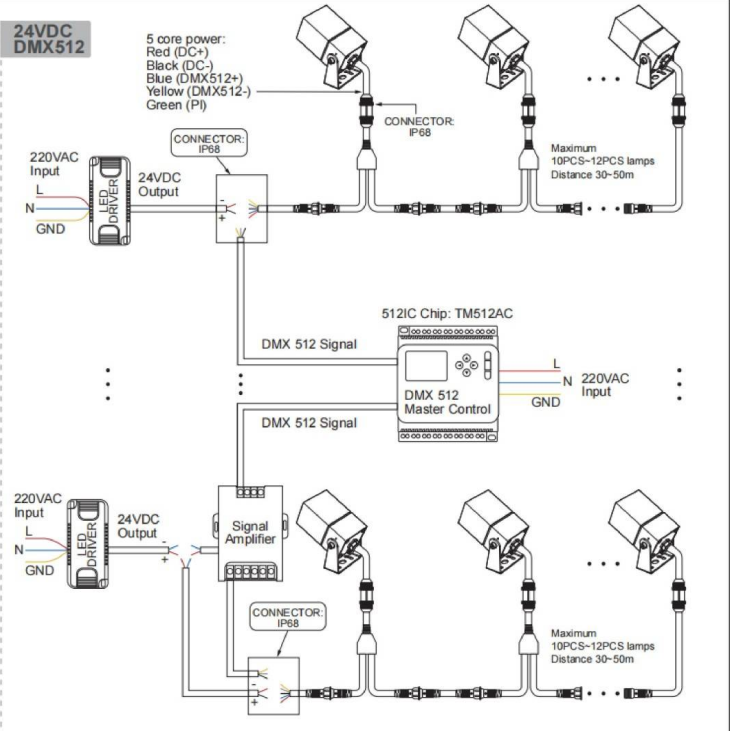 24VDC
DMX512
5 core power:
Red (DC+)
Black (DC-)
Blue (DMX512+)
Yellow (DMX512-)
Green (PI)
CONNECTOR:
IP68
CONNECTOR:
IP68
Maximum
10PCS~12PCS lamps
Distance 30~50m
220VAC
Input
L
N
GND
LED
DRIVER
24VDC
Output
-
+
512IC Chip: TM512AC
DMX 512 Signal
DMX 512
Master Control
L
N
GND
220VAC
Input
DMX 512 Signal
220VAC
Input
L
N
GND
LED
DRIVER
24VDC
Output
-
+
Signal
Amplifier
CONNECTOR:
IP68
-
+
Maximum
10PCS~12PCS lamps
Distance 30~50m